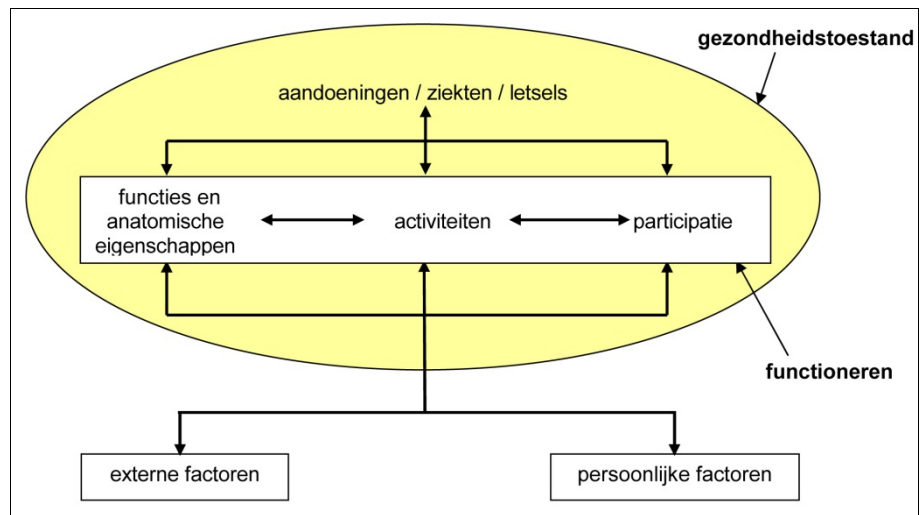 gezondheidstoestand
aandoeningen / ziekten / letsels
functies en
anatomische
eigenschappen
activiteiten
participatie
functioneren
externe factoren
persoonlijke factoren